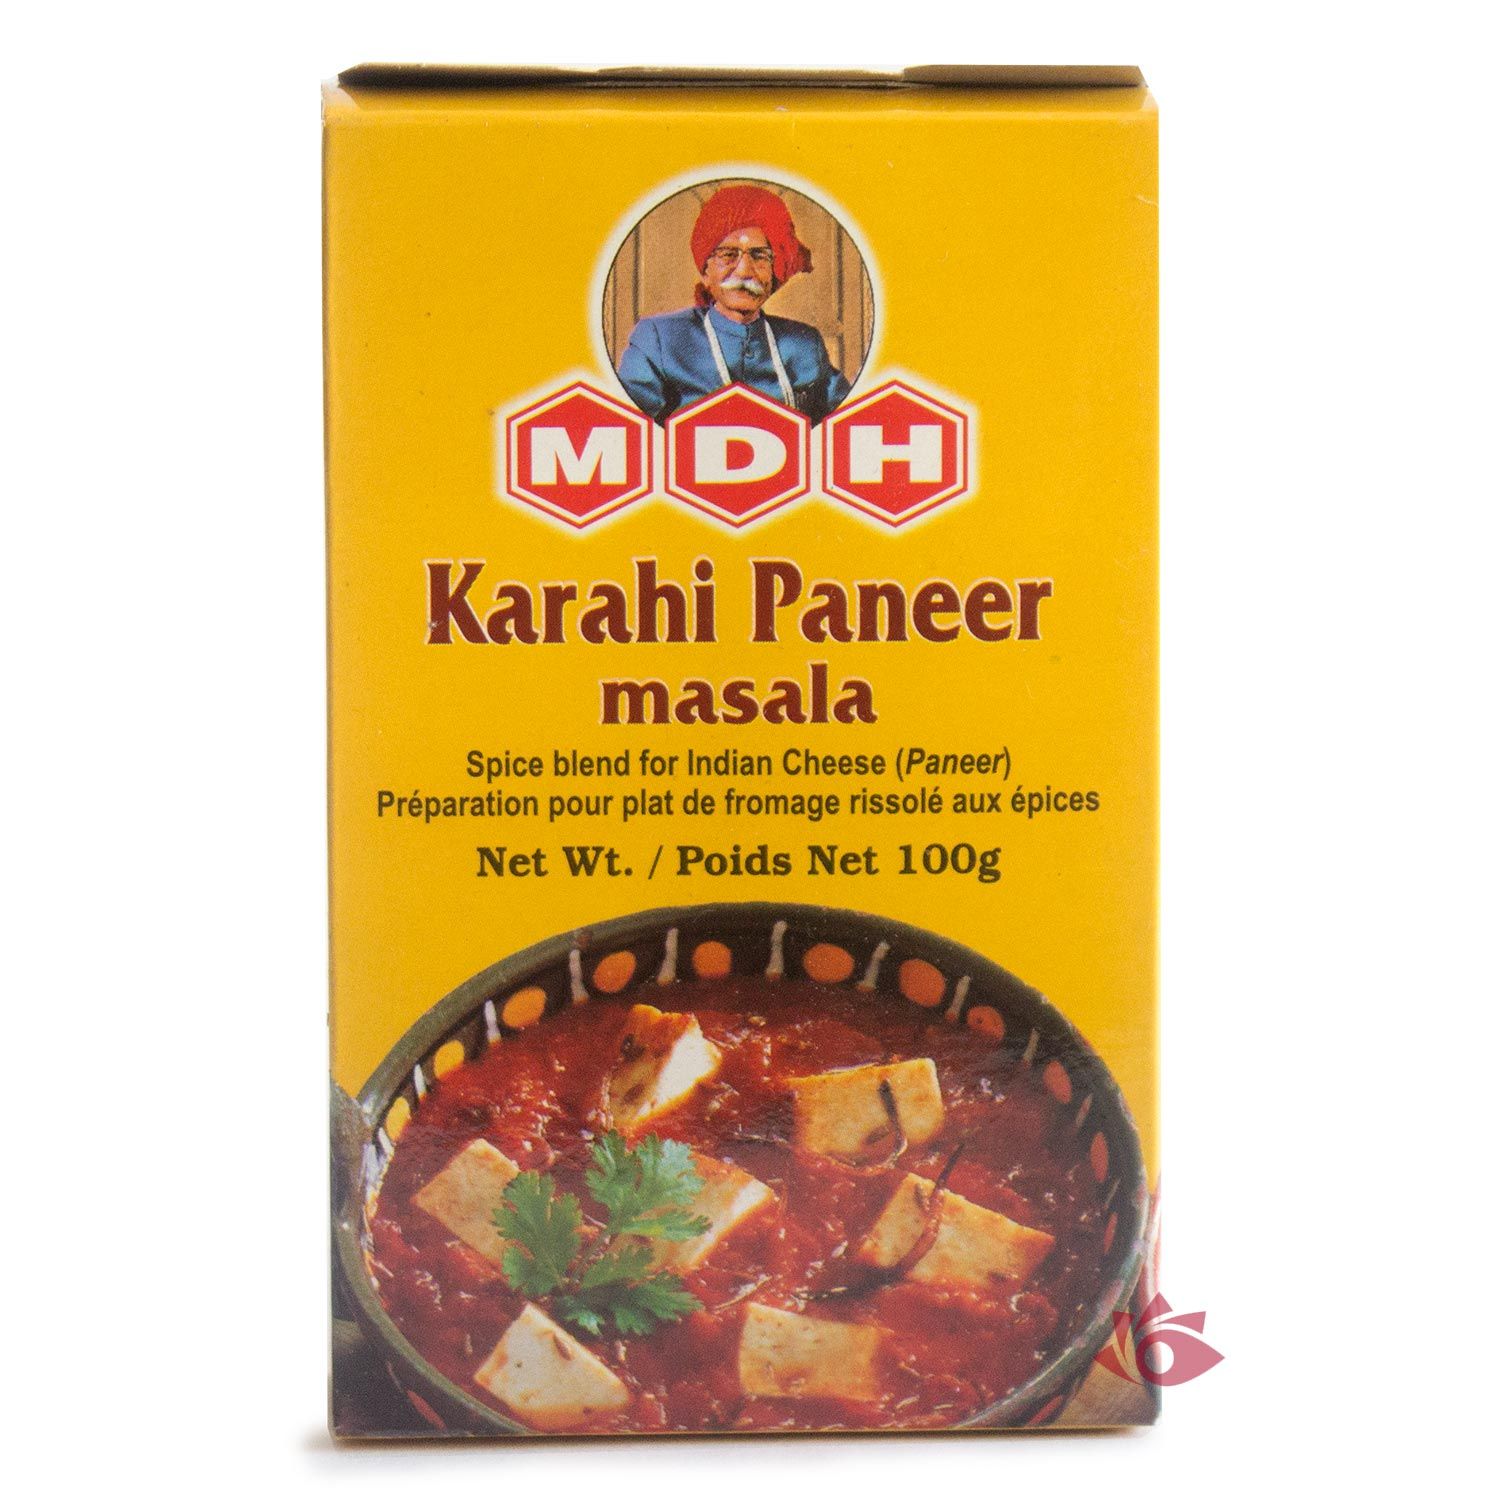 MDH
Karahi Paneer
masala
Spice blend for Indian Cheese (Paneer)
Préparation pour plat de fromage rissolé aux épices
Net Wt. / Poids Net 100g